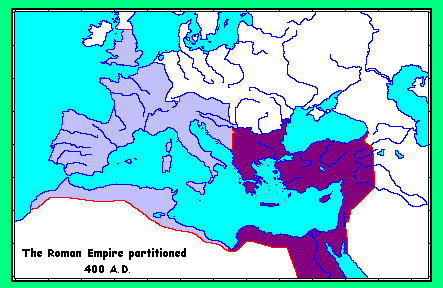 The Roman Empire partitioned
400 A.D.